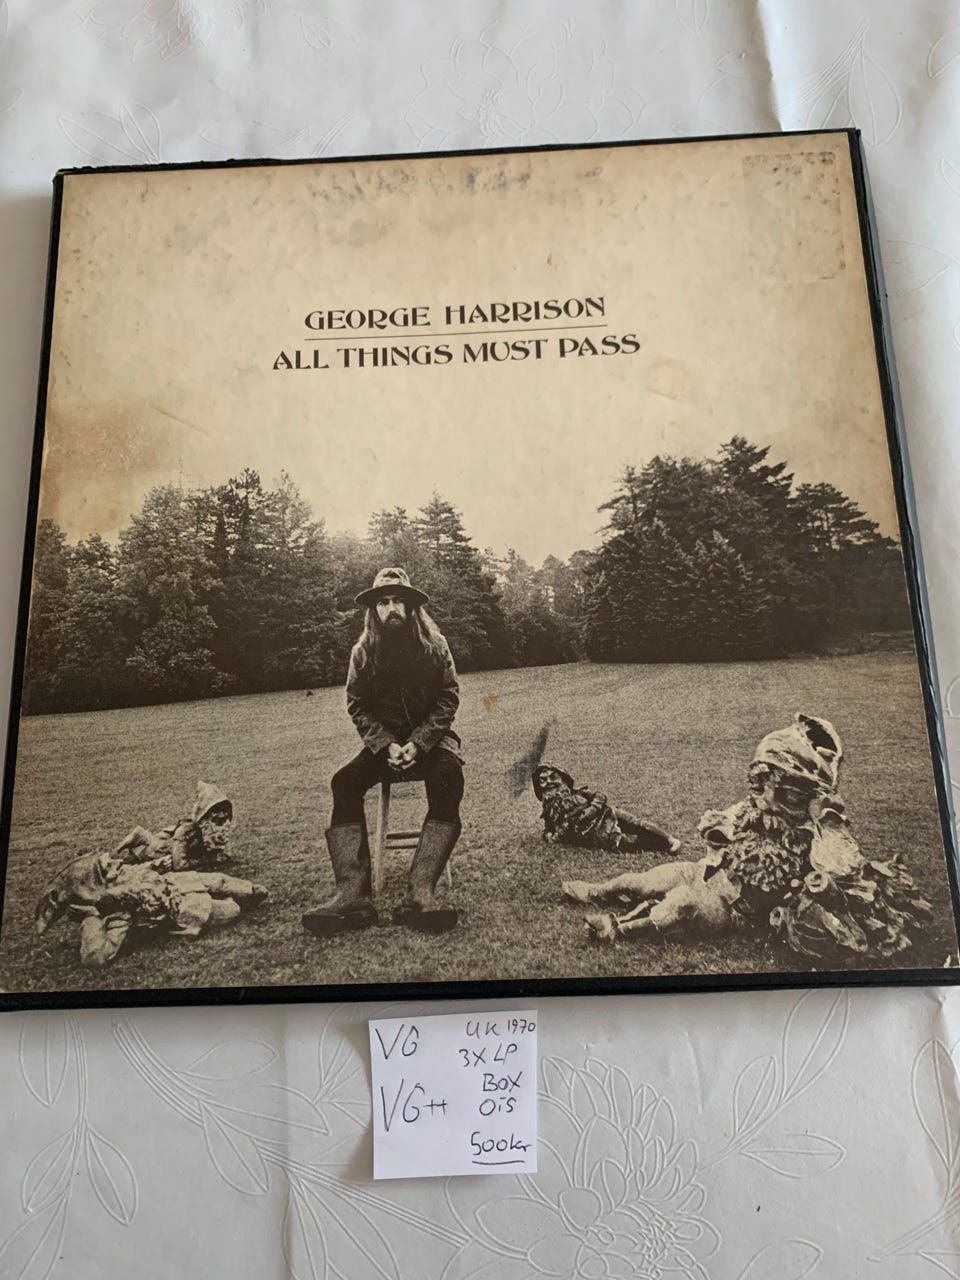 GEORGE HARRISON
ALL THINGS MUST PASS
VG UK 1970
3X LP
BOX
VG++ OIS
500kr